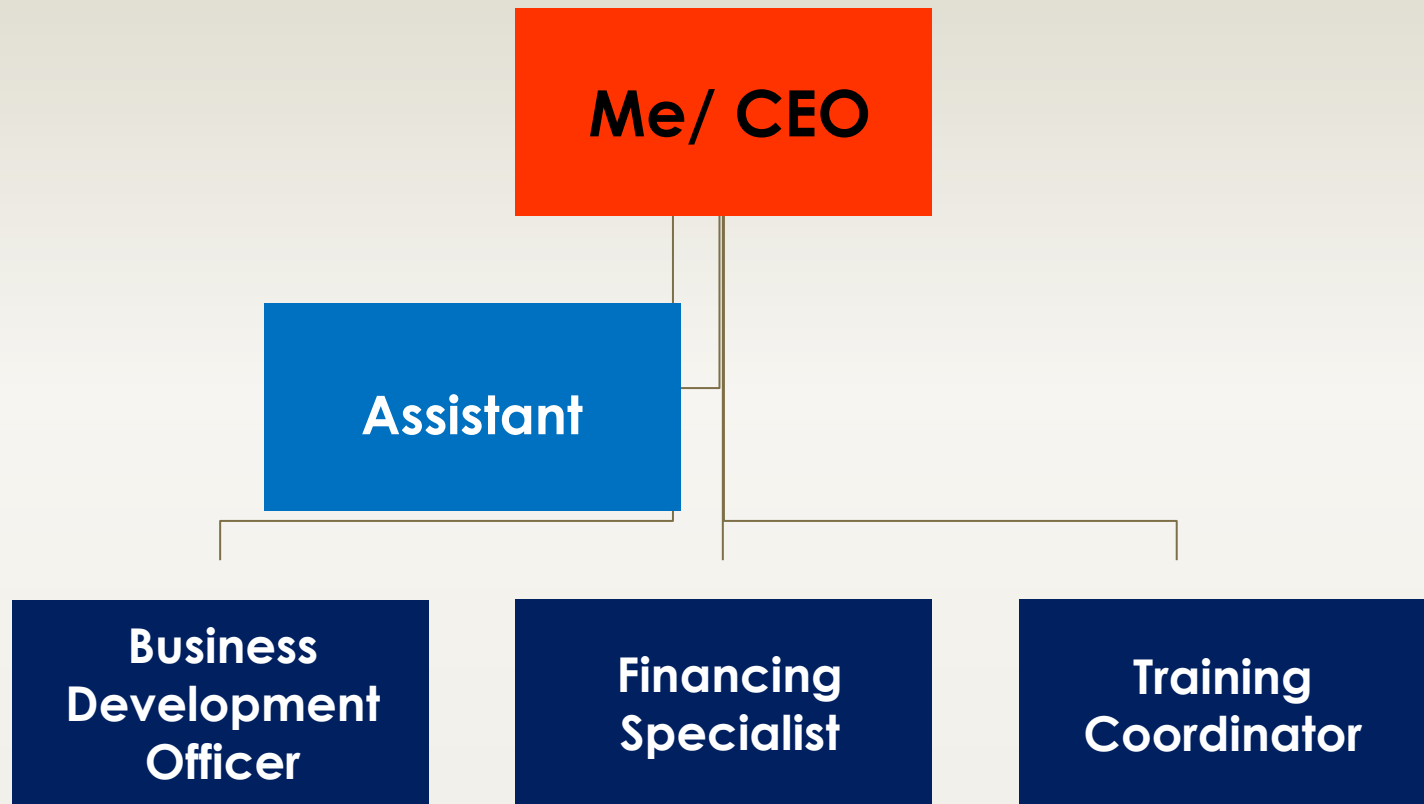 Me/ CEO
Assistant
Business
Development
Officer
Financing
Specialist
Training
Coordinator